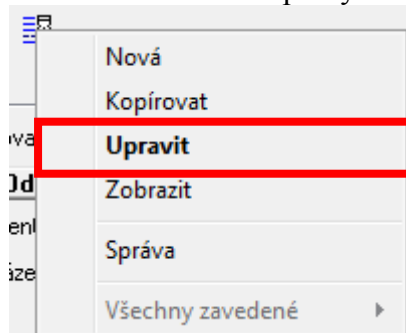 Nová
Kopírovat
Upravit
Zobrazit
Správa
Všechny zavedené